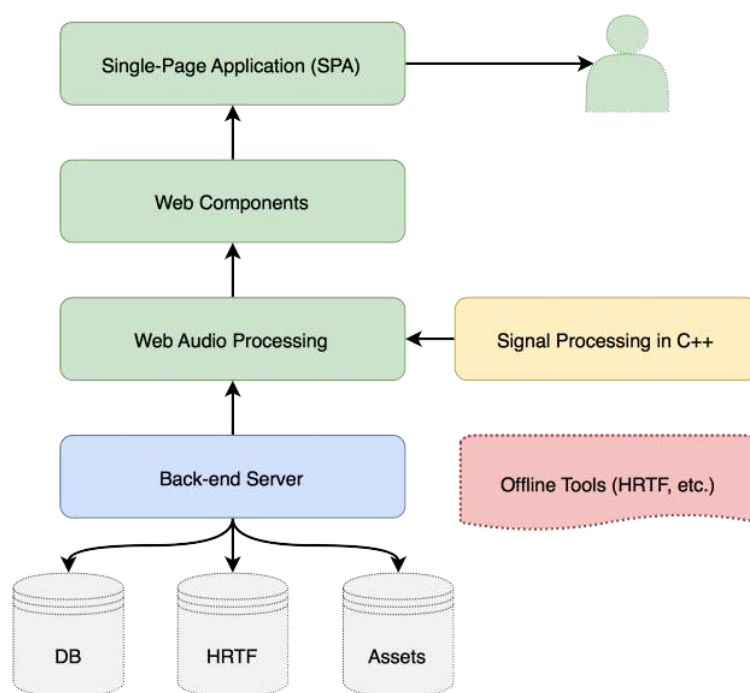 Single-Page Application (SPA)
Web Components
Web Audio Processing
Signal Processing in C++
Back-end Server
Offline Tools (HRTF, etc.)
DB
HRTF
Assets